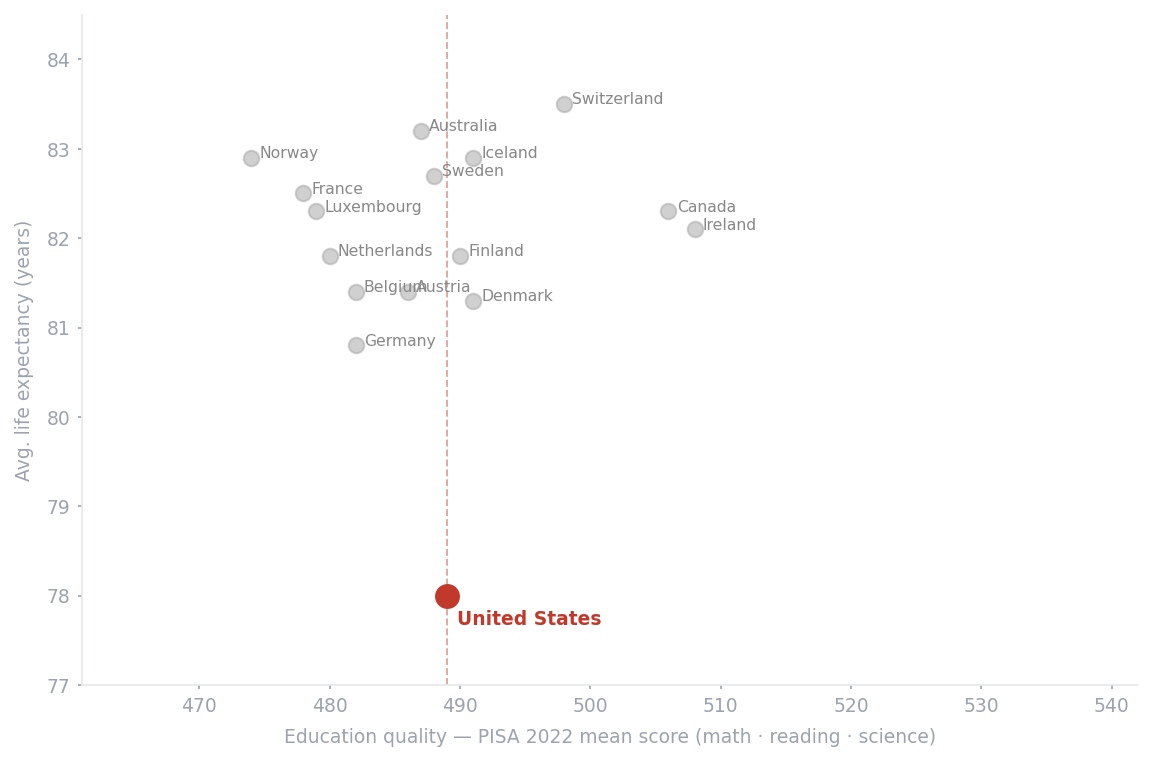 84
Switzerland
Australia
83
Norway
Iceland
Sweden
France
Luxembourg
Canada
Ireland
82
Netherlands
Finland
Belgium
Austria
Denmark
81
Germany
80
79
78
United States
77
470
480
490
500
510
520
530
540
Avg. life expectancy (years)
Education quality — PISA 2022 mean score (math · reading · science)